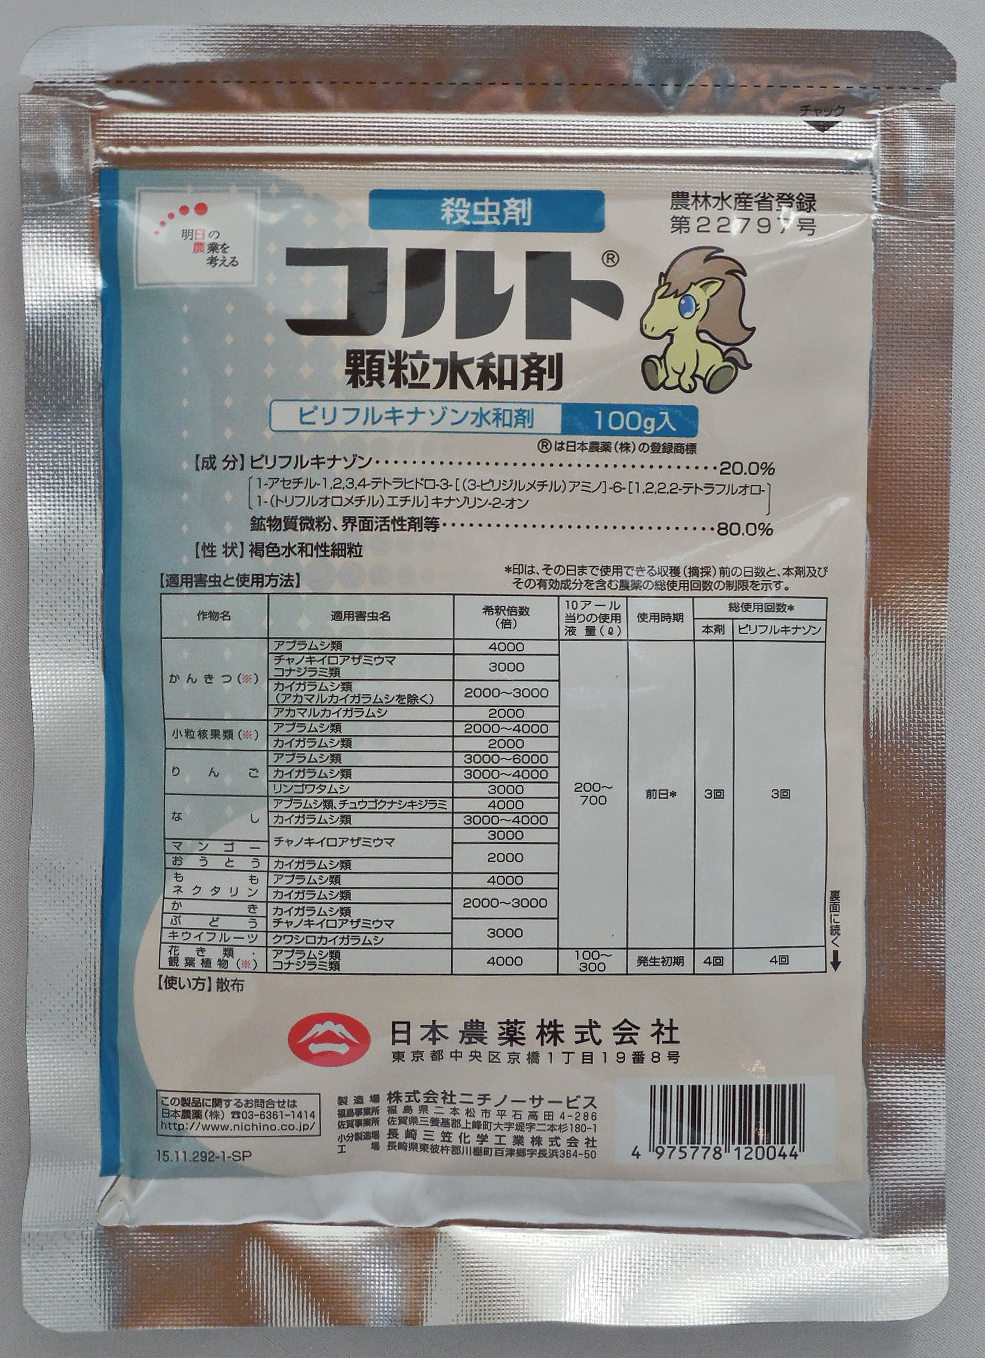 チャック
明日の
農業を
考える
殺虫剤
農林水産省登録
第22797号
コルト®
顆粒水和剤
ピリフルキナゾン水和剤 100g入
®は日本農薬(株)の登録商標
【成 分】ピリフルキナゾン‥‥‥‥‥‥‥‥‥‥‥‥‥20.0%
[1-アセチル-1,2,3,4-テトラヒドロ-3-[(3-ピリジルメチル)アミノ]-6-[1,2,2,2-テトラフルオロ-
1-(トリフルオロメチル)エチル]キナゾリン-2-オン]
鉱物質微粉、界面活性剤等‥‥‥‥‥‥‥‥‥‥‥80.0%
【性 状】褐色水和性細粒
*印は、その日まで使用できる収穫(摘採)前の日数と、本剤及び
その有効成分を含む農薬の総使用回数の制限を示す。
【適用害虫と使用方法】
作物名 適用害虫名 希釈倍数(倍) 10アール当りの使用液量(ℓ) 使用時期 総使用回数*
本剤 ピリフルキナゾン
かんきつ(※) アブラムシ類 4000
チャノキイロアザミウマ
コナジラミ類 3000
カイガラムシ類
(アカマルカイガラムシを除く) 2000〜3000
アカマルカイガラムシ 2000
小粒核果類(※) アブラムシ類 2000〜4000
カイガラムシ類 2000
りんご アブラムシ類 3000〜6000
カイガラムシ類 3000〜4000
リンゴワタムシ 3000
200〜700 前日* 3回 3回
なし アブラムシ類、チュウゴクナシキジラミ 4000
カイガラムシ類 3000〜4000
チャノキイロアザミウマ 3000
マンゴー 2000
おうとう カイガラムシ類
もも アブラムシ類 4000
ネクタリン カイガラムシ類 2000〜3000
かき カイガラムシ類
ぶどう チャノキイロアザミウマ 3000
キウイフルーツ クワシロカイガラムシ
花き類・
観葉植物(※) アブラムシ類
コナジラミ類 4000 100〜300 発生初期 4回 4回
裏面に続く
【使い方】散布
日本農薬株式会社
東京都中央区京橋1丁目19番8号
この製品に関するお問合せは
日本農薬(株) ☎03-6361-1414
http://www.nichino.co.jp/
製造場 株式会社ニチノーサービス
福島事業所 福島県二本松市平石高田4-286
佐賀事業所 佐賀県三養基郡上峰町大字堤字二本杉180-1
小分製造場 長崎三笠化学工業株式会社
工場 長崎県東彼杵郡川棚町百津郷字長浜364-50
15.11.292-1-SP
4 975778 120044